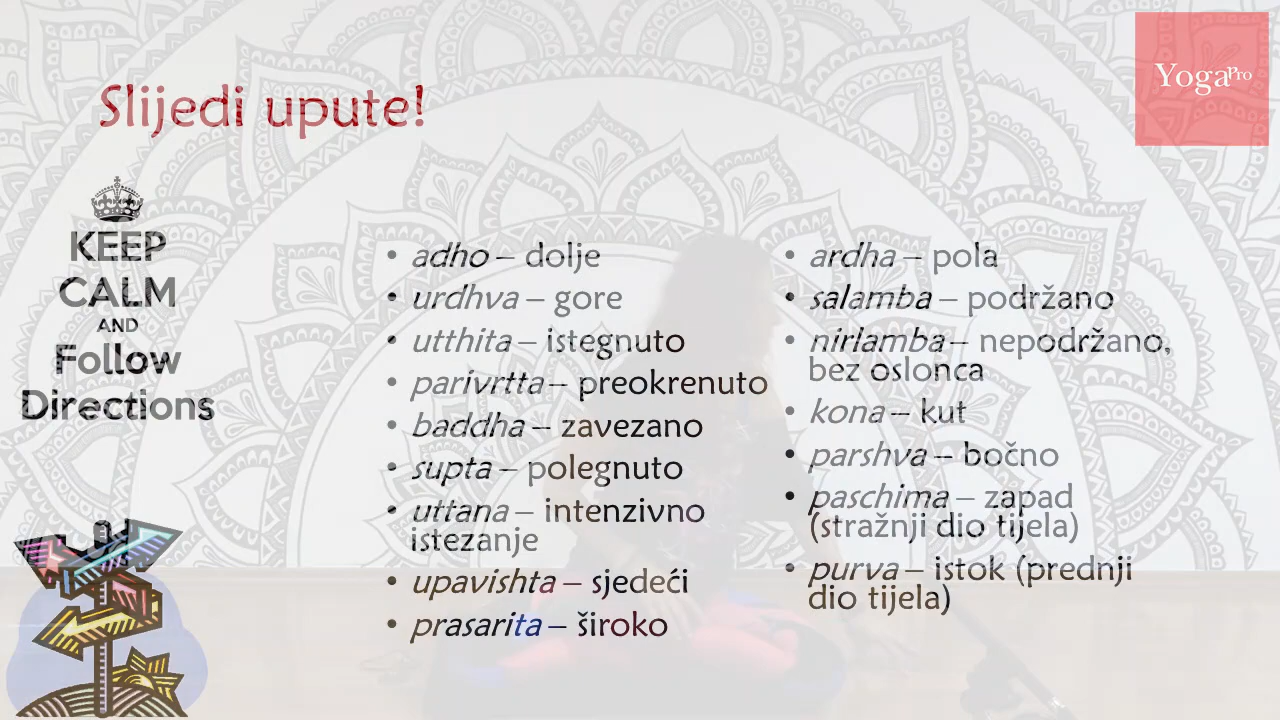 Slijedi upute!
YogaPro
KEEP
CALM
AND
Follow
Directions
• adho – dolje
• urdhva – gore
• utthita – istegnuto
• parivrtta – preokrenuto
• baddha – zavezano
• supta – polegnuto
• uttana – intenzivno
istezanje
• upavishta – sjedeći
• prasarita – široko
• ardha – pola
• salamba – podržano
• nirlamba – nepodržano,
bez oslonca
• kona – kut
• parshva – bočno
• paschima – zapad
(stražnji dio tijela)
• purva – istok (prednji
dio tijela)